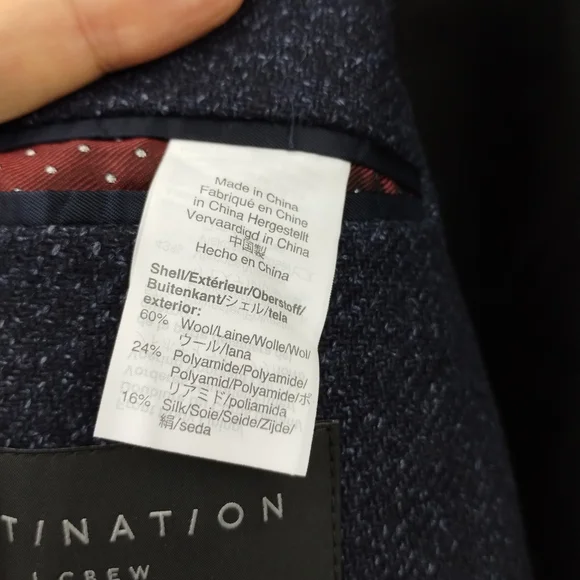 Made in China
Fabriqué en Chine
in China Hergestellt
Vervaardigd in China
中国製
Hecho en China
Shell/Extérieur/Oberstoff/
Buitenkant/シェル/tela
exterior:
60% Wool/Laine/Wolle/Wol/
ウール/lana
24% Polyamide/Polyamide/
Polyamid/Polyamide/ポ
リアミド/poliamida
16% Silk/Soie/Seide/Zijde/
絹/seda
TINATION
CREW